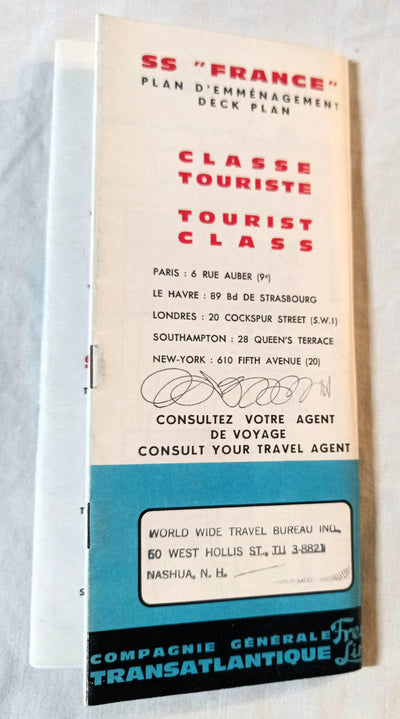 SS "FRANCE"
PLAN D'EMMÉNAGEMENT
DECK PLAN
CLASSE
TOURISTE
TOURIST
CLASS
PARIS : 6 RUE AUBER (9e)
LE HAVRE : 89 Bd DE STRASBOURG
LONDRES : 20 COCKSPUR STREET (S.W.1)
SOUTHAMPTON : 28 QUEEN'S TERRACE
NEW-YORK : 610 FIFTH AVENUE (20)
CONSULTEZ VOTRE AGENT
DE VOYAGE
CONSULT YOUR TRAVEL AGENT
WORLD WIDE TRAVEL BUREAU INC.
60 WEST HOLLIS ST., TU 3-8821
NASHUA, N. H.
COMPAGNIE GÉNÉRALE
TRANSATLANTIQUE